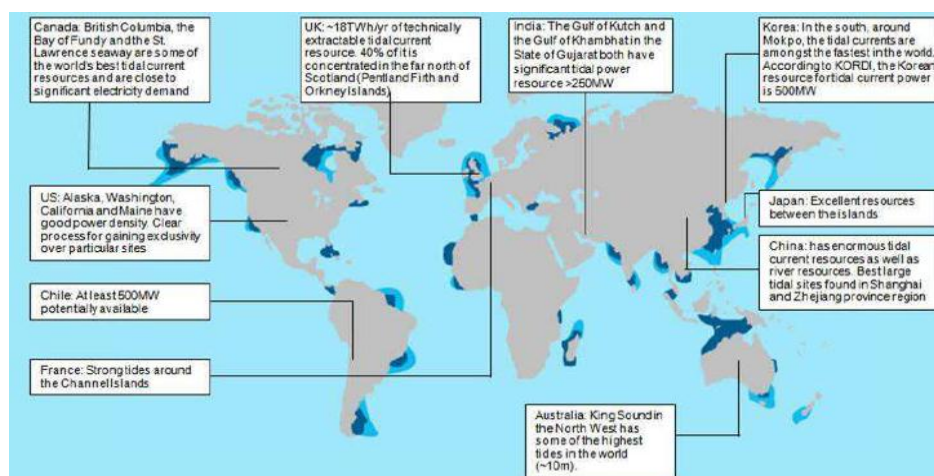 Canada: British Columbia, the
Bay of Fundy and the St.
Lawrence seaway are some of
the world's best tidal current
resources and are close to
significant electricity demand
UK: ~18TWh/yr of technically
extractable tidal current
resource. 40% of it is
concentrated in the far north of
Scotland (Pentland Firth and
Orkney Islands)
India: The Gulf of Kutch and
the Gulf of Khambhat in the
State of Gujarat both have
significant tidal power
resource >250MW
Korea: In the south, around
Mokpo, the tidal currents are
amongst the fastest in the world.
According to KORDI, the Korean
resource for tidal current power
is 500MW
US: Alaska, Washington,
California and Maine have
good power density. Clear
process for gaining exclusivity
over particular sites
Japan: Excellent resources
between the islands
China: has enormous tidal
current resources as well as
river resources. Best large
tidal sites found in Shanghai
and Zhejiang province region
Chile: At least 500MW
potentially available
France: Strong tides around
the Channel Islands
Australia: King Sound in
the North West has
some of the highest
tides in the world
(~10m).